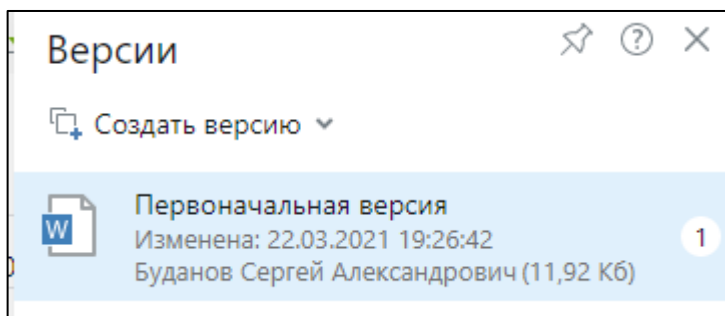 Версии
Создать версию
W
Первоначальная версия
Изменена: 22.03.2021 19:26:42
1
Буданов Сергей Александрович (11,92 Кб)